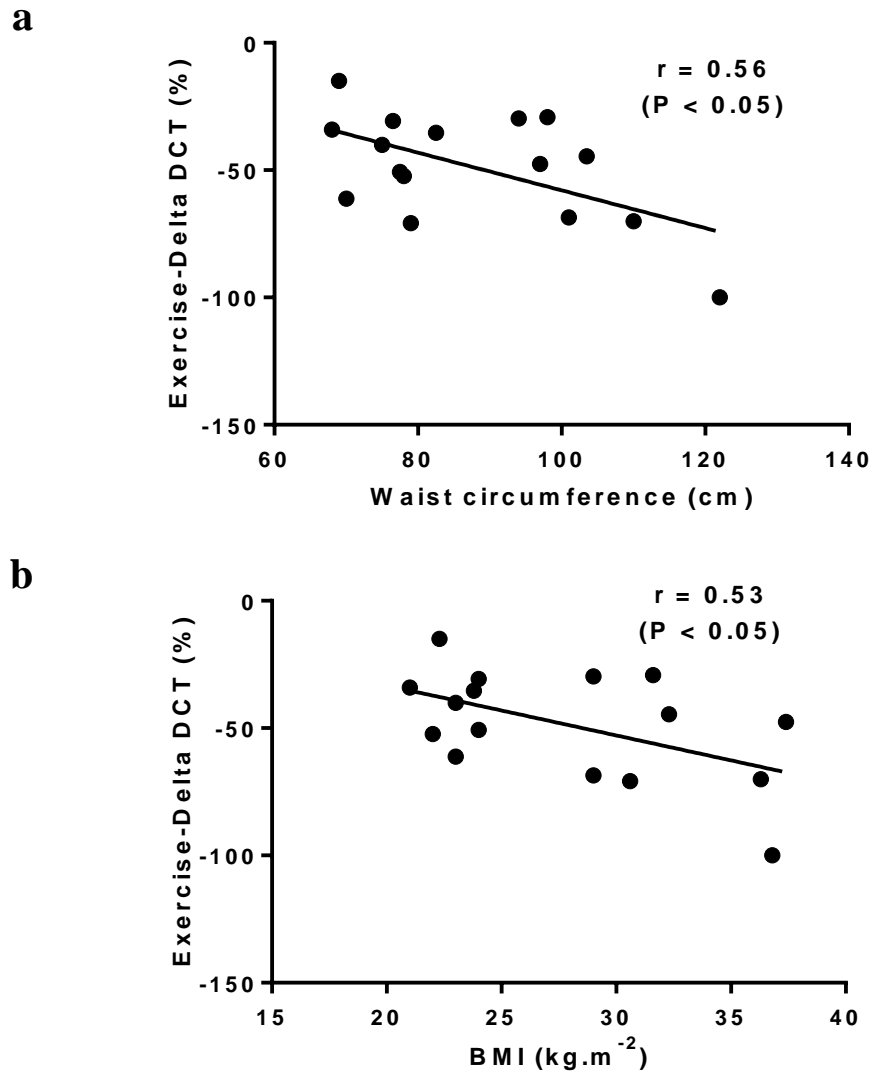 a
r = 0.56
(P < 0.05)
Exercise-Delta DCT (%)
0
-50
-100
-150
60 80 100 120 140
Waist circumference (cm)
b
r = 0.53
(P < 0.05)
Exercise-Delta DCT (%)
0
-50
-100
-150
15 20 25 30 35 40
BMI (kg.m⁻²)